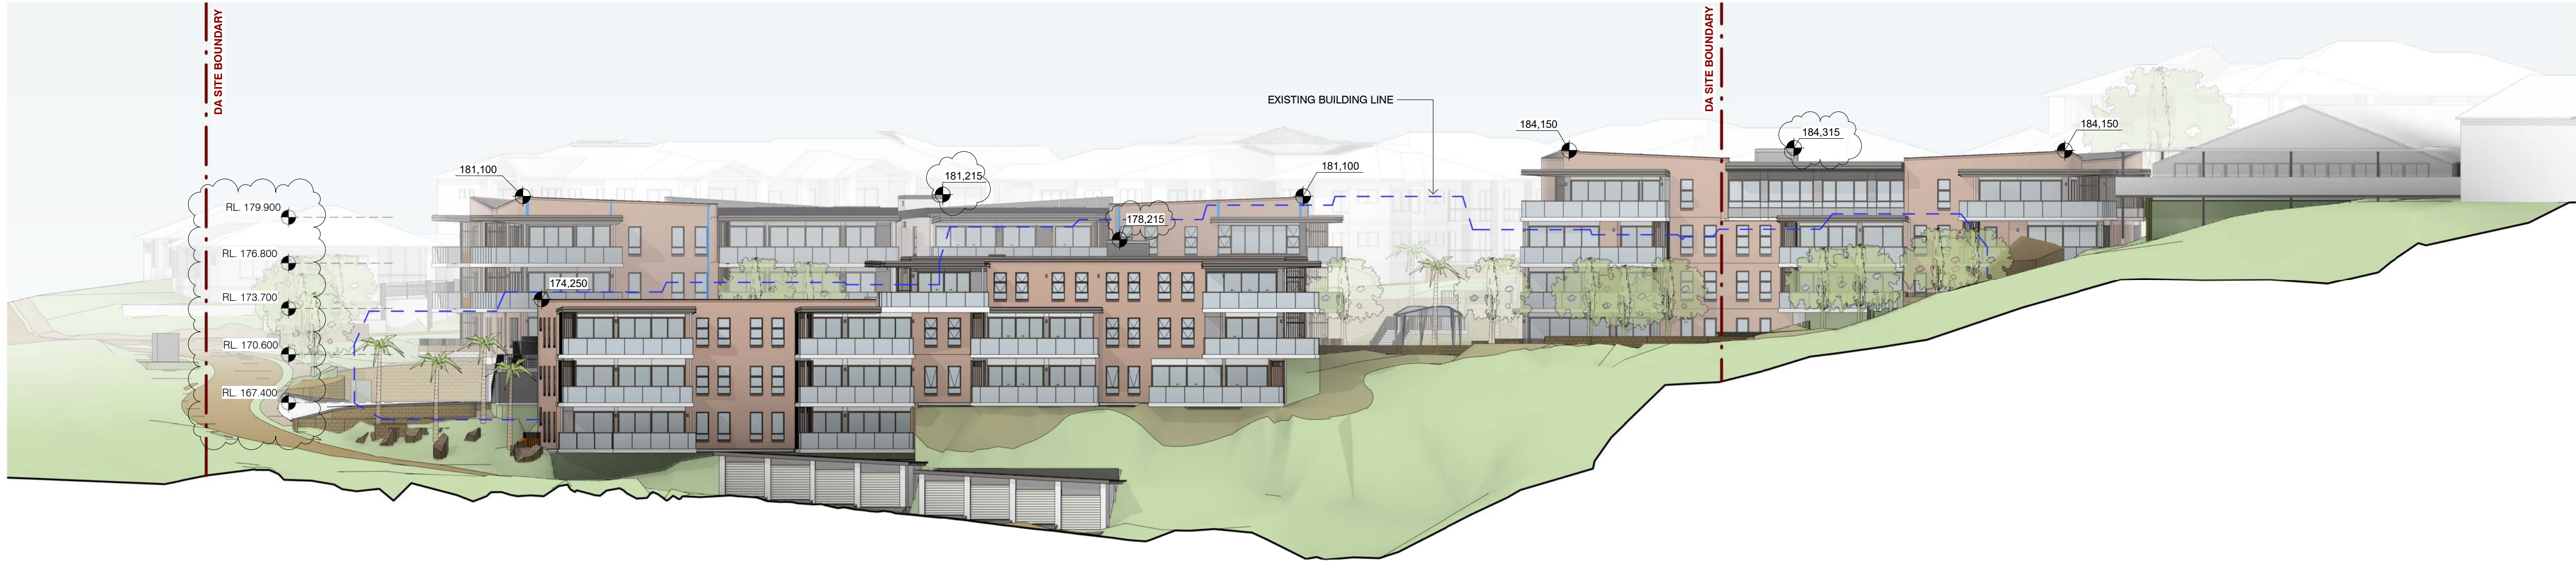 DA SITE BOUNDARY
DA SITE BOUNDARY
EXISTING BUILDING LINE
184,150
184,315
184,150
181,100
181,215
181,100
RL. 179.900
178,215
RL. 176.800
174,250
RL. 173.700
RL. 170.600
RL. 167.400